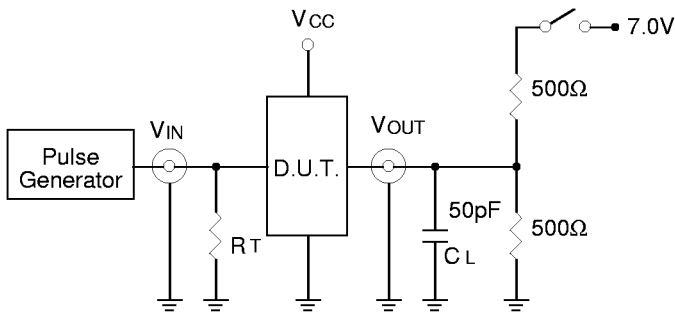 VCC
7.0V
500Ω
VIN
VOUT
Pulse
Generator
D.U.T.
50pF
500Ω
RT
CL